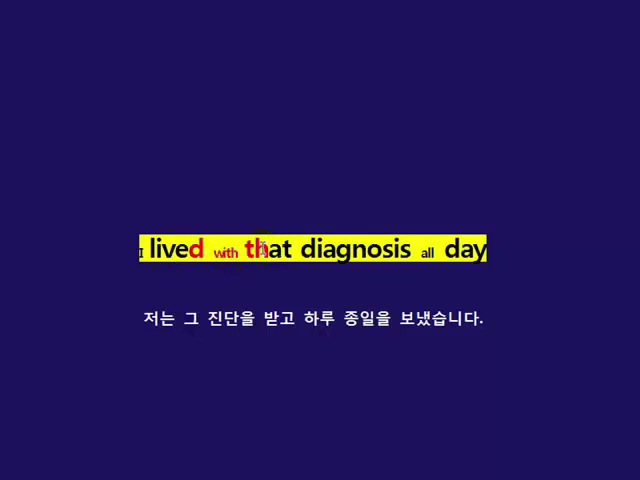 I lived with that diagnosis all day
저는 그 진단을 받고 하루 종일을 보냈습니다.